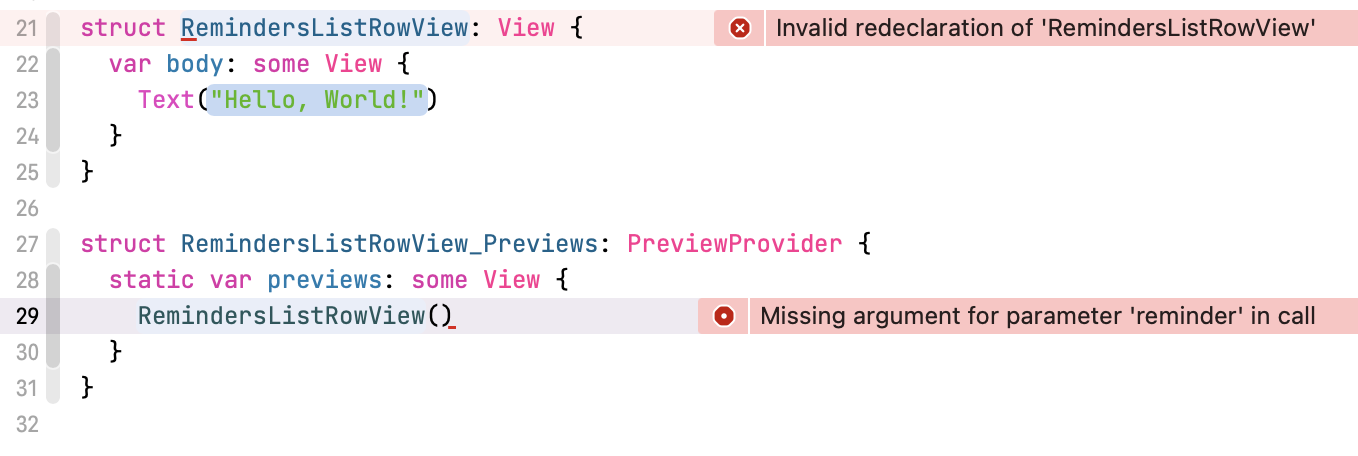 21 struct RemindersListRowView: View { Invalid redeclaration of 'RemindersListRowView'
22 var body: some View {
23 Text("Hello, World!")
24 }
25 }
26
27 struct RemindersListRowView_Previews: PreviewProvider {
28 static var previews: some View {
29 RemindersListRowView() Missing argument for parameter 'reminder' in call
30 }
31 }
32